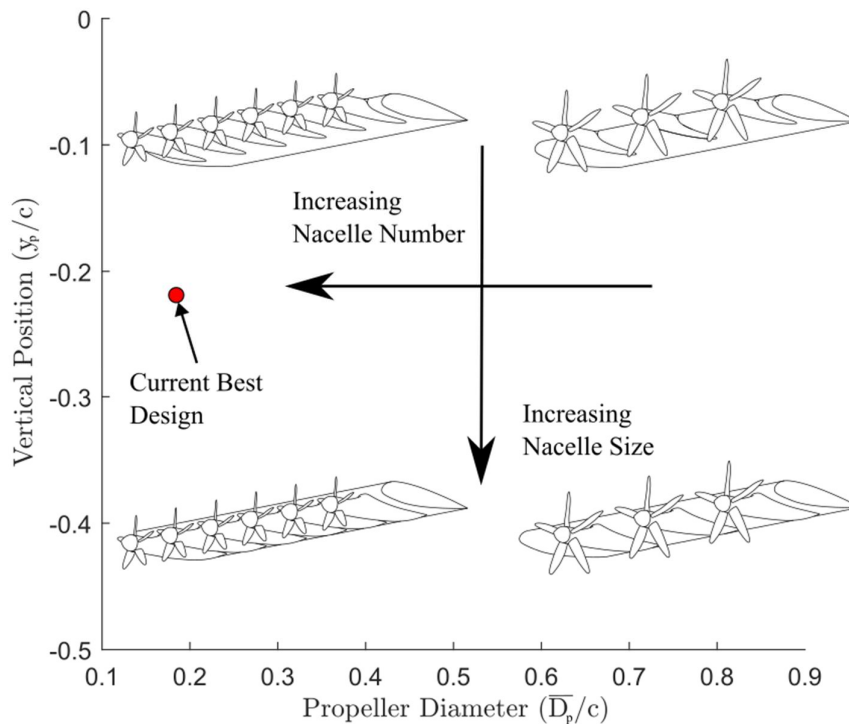 0
-0.1
-0.2
-0.3
-0.4
-0.5
Vertical Position (y_p/c)
Increasing
Nacelle Number
Current Best
Design
Increasing
Nacelle Size
0.1 0.2 0.3 0.4 0.5 0.6 0.7 0.8 0.9
Propeller Diameter (D̅_p/c)